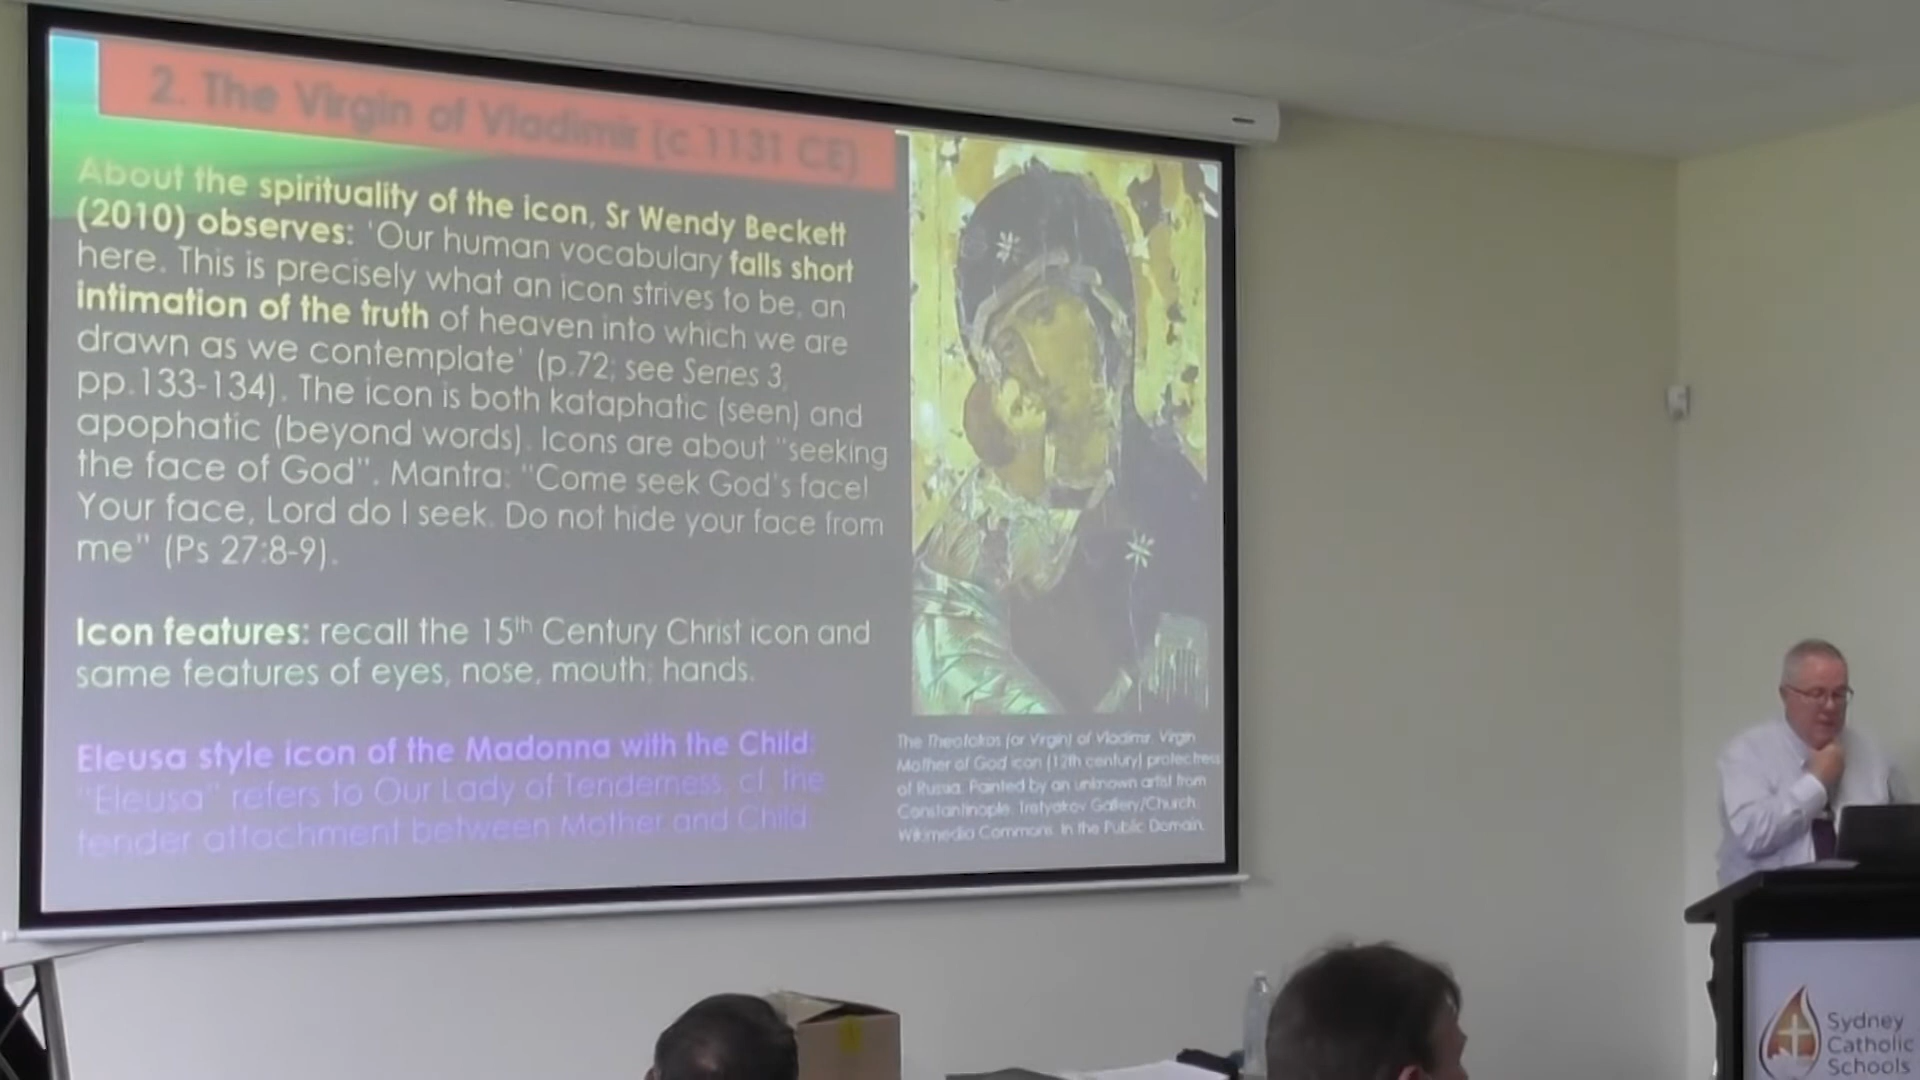 2. The Virgin of Vladimir (c.1131 CE)
About the spirituality of the icon, Sr Wendy Beckett
(2010) observes: 'Our human vocabulary falls short
here. This is precisely what an icon strives to be, an
intimation of the truth of heaven into which we are
drawn as we contemplate' (p.72; see Series 3,
pp.133-134). The icon is both kataphatic (seen) and
apophatic (beyond words). Icons are about "seeking
the face of God". Mantra: "Come seek God's face!
Your face, Lord do I seek. Do not hide your face from
me" (Ps 27:8-9).
Icon features: recall the 15th Century Christ icon and
same features of eyes, nose, mouth; hands.
Eleusa style icon of the Madonna with the Child:
"Eleusa" refers to Our Lady of Tenderness, cf. the
tender attachment between Mother and Child.
The Theotokos (or Virgin) of Vladimir. Virgin
Mother of God icon (12th century) protectress
of Russia. Painted by an unknown artist from
Constantinople. Tretyakov Gallery/Church.
Wikimedia Commons. In the Public Domain.
Sydney
Catholic
Schools